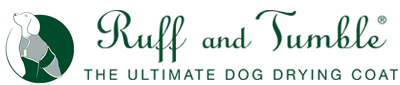 Ruff and Tumble®
THE ULTIMATE DOG DRYING COAT